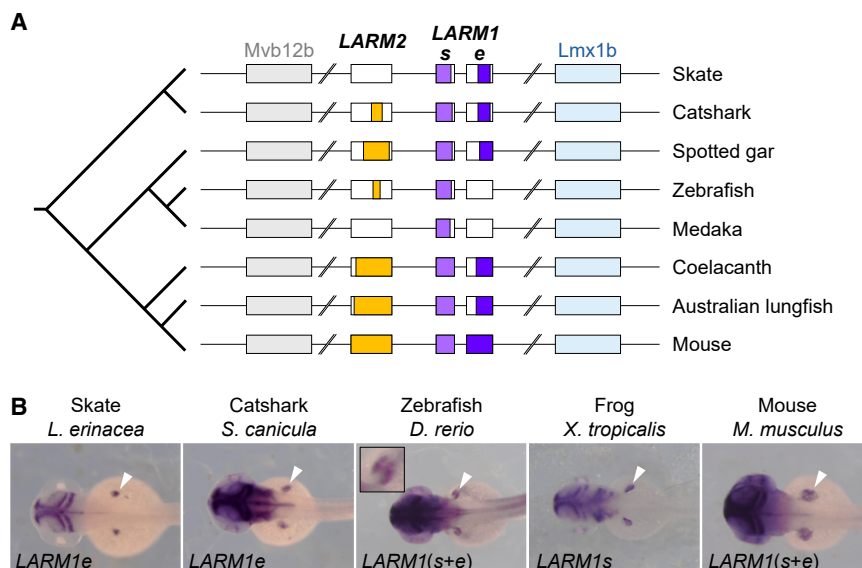 A
LARM2
LARM1
Mvb12b
s
e
Lmx1b
Skate
Catshark
Spotted gar
Zebrafish
Medaka
Coelacanth
Australian lungfish
Mouse
B
Skate
Catshark
Zebrafish
Frog
Mouse
L. erinacea
S. canicula
D. rerio
X. tropicalis
M. musculus
LARM1e
LARM1e
LARM1(s+e)
LARM1s
LARM1(s+e)